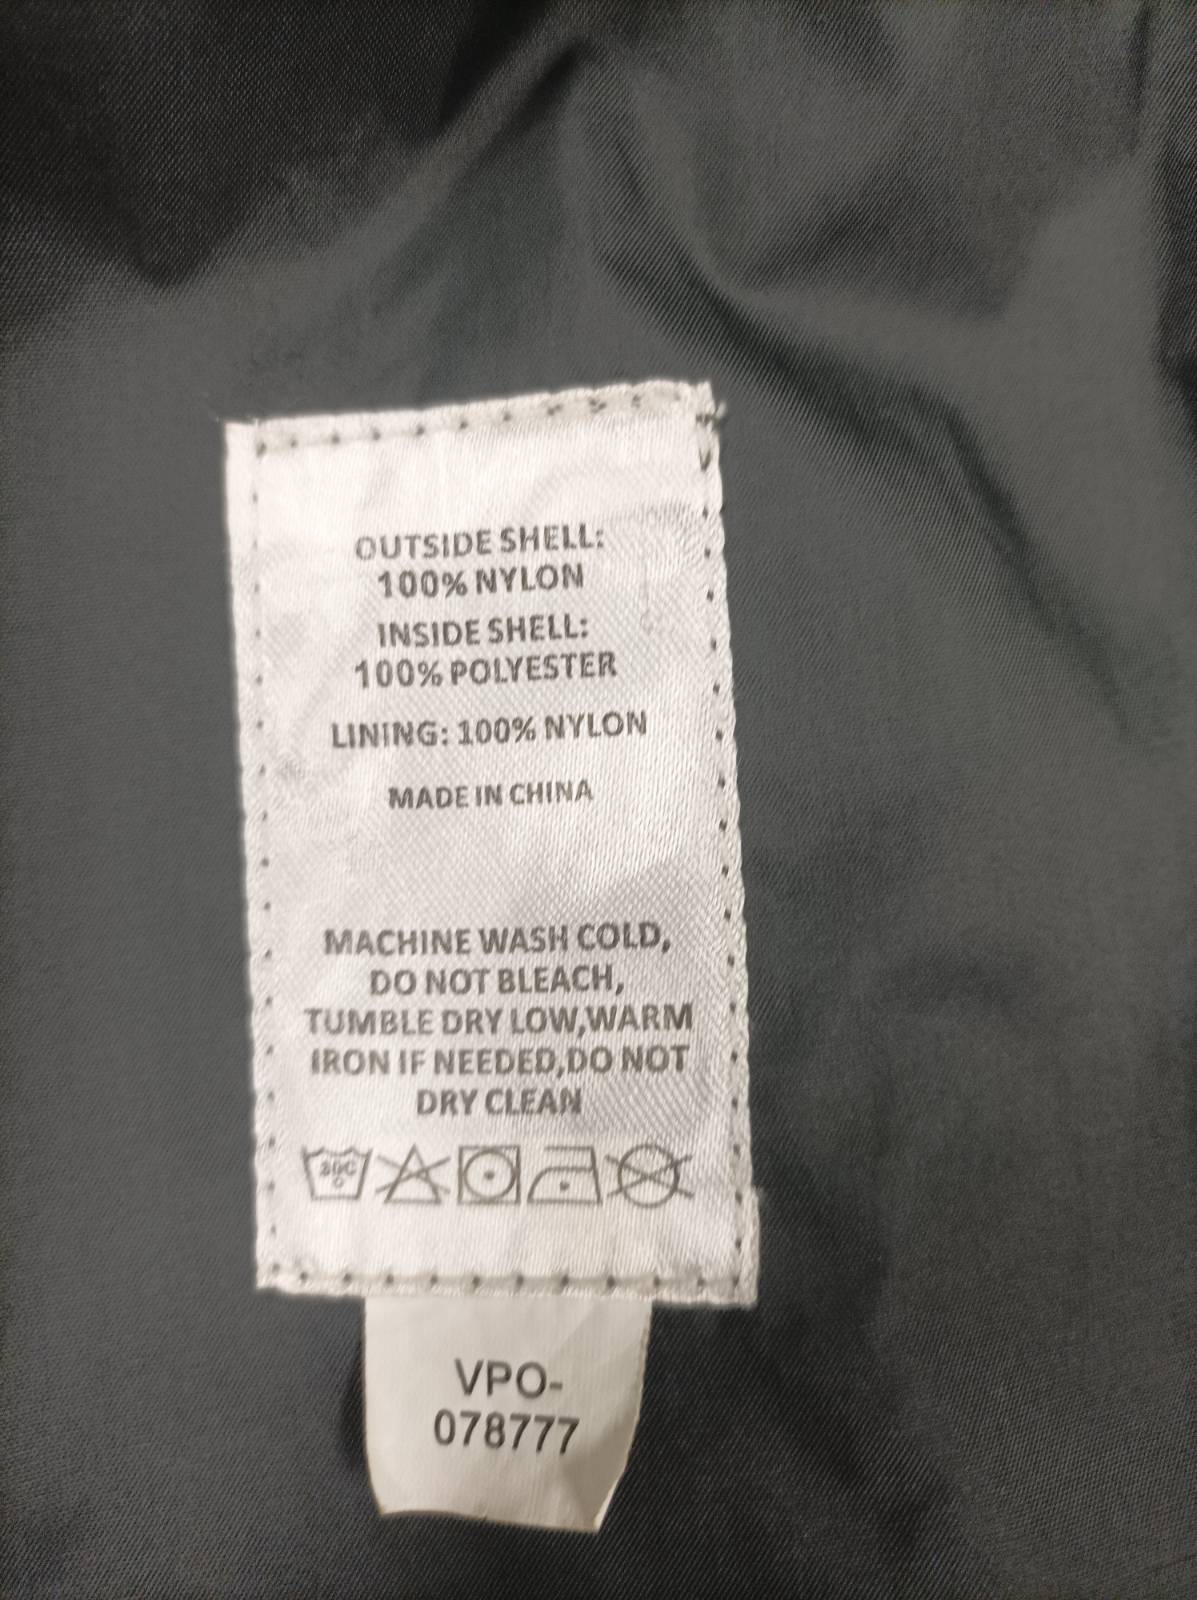 OUTSIDE SHELL:
100% NYLON
INSIDE SHELL:
100% POLYESTER
LINING: 100% NYLON
MADE IN CHINA
MACHINE WASH COLD,
DO NOT BLEACH,
TUMBLE DRY LOW,WARM
IRON IF NEEDED,DO NOT
DRY CLEAN
30C
VPO-
078777